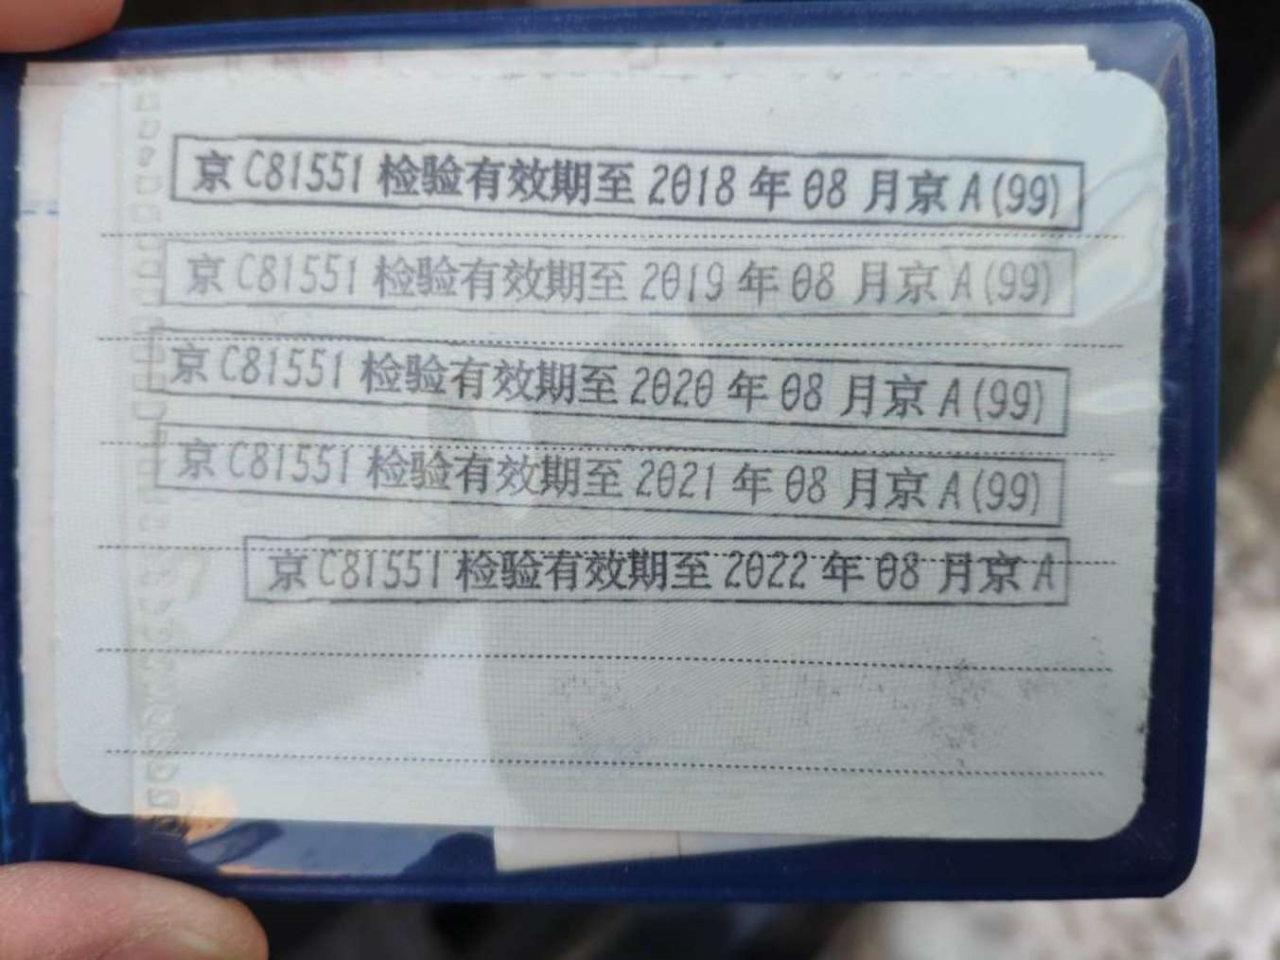 京 C81551 检验有效期至 2018 年 08 月京 A(99)
京 C81551 检验有效期至 2019 年 08 月京 A(99)
京 C81551 检验有效期至 2020 年 08 月京 A(99)
京 C81551 检验有效期至 2021 年 08 月京 A(99)
京 C81551 检验有效期至 2022 年 08 月京 A